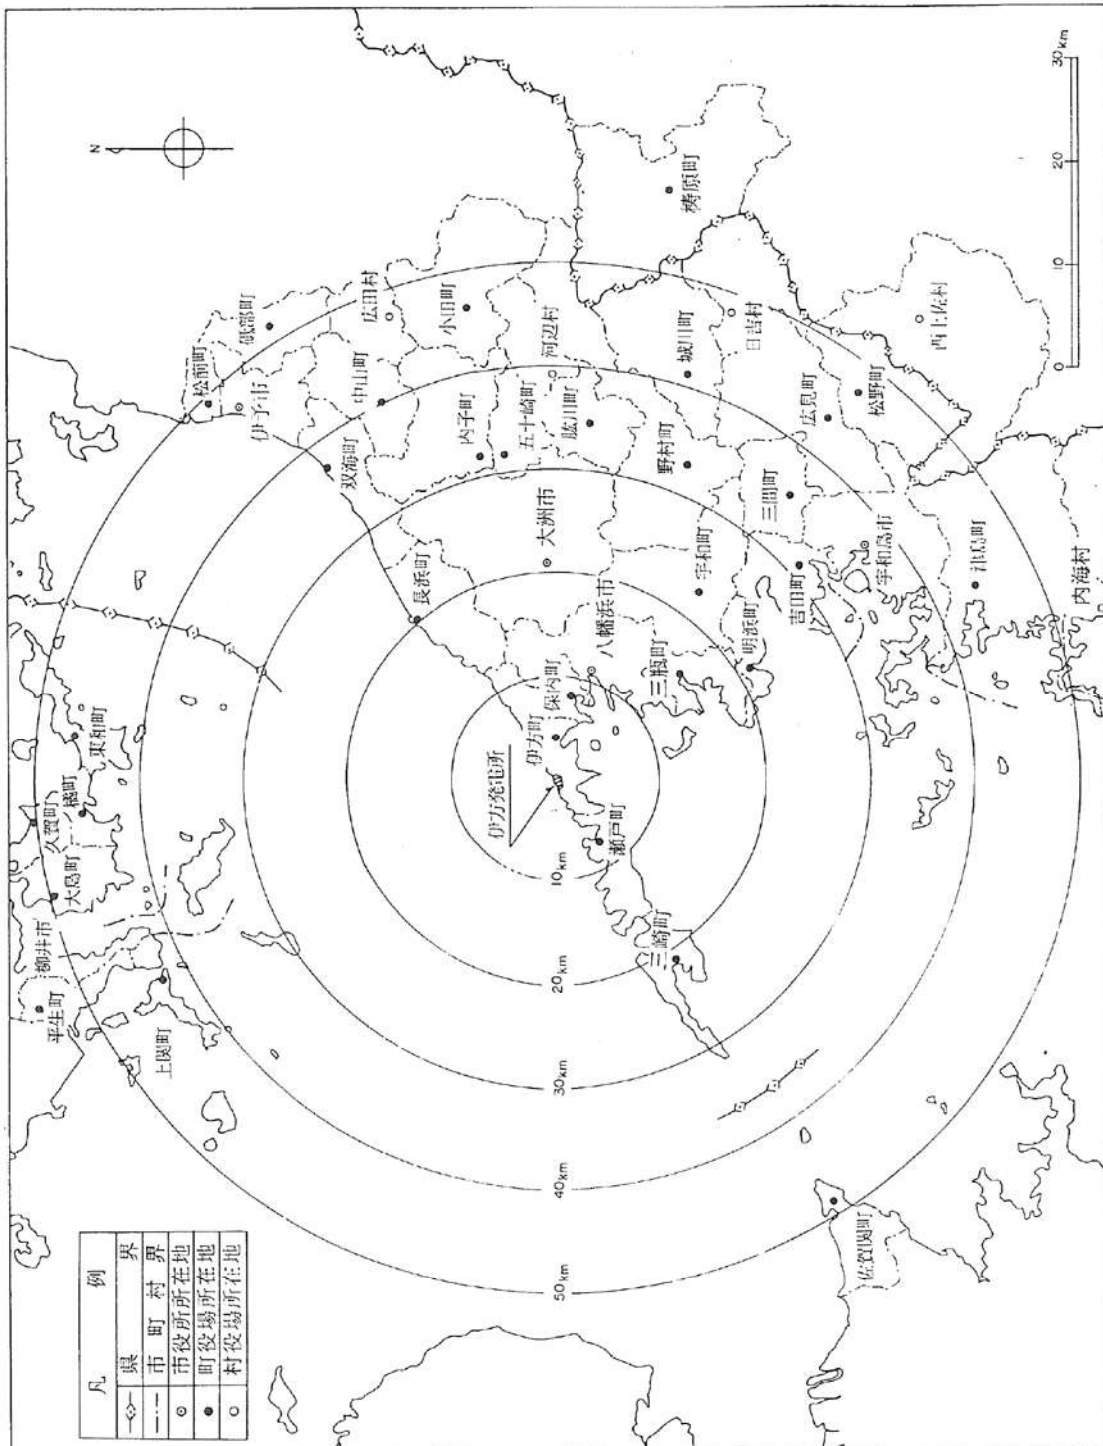 凡例
県界
市町村界
市役所所在地
町役場所在地
村役場所在地
N
平生町
柳井市
大島町
久賀町
橘町
東和町
上関町
松前町
砥部町
伊予市
広田村
中山町
小田町
双海町
内子町
五十崎町
河辺村
肱川町
長浜町
大洲市
八幡浜市
保内町
伊方町
伊方発電所
瀬戸町
三崎町
三瓶町
明浜町
宇和町
野村町
城川町
日吉村
梼原町
広見町
松野町
西土佐村
三間町
吉田町
宇和島市
津島町
内海村
佐賀関町
10km
20km
30km
40km
50km
0 10 20 30km